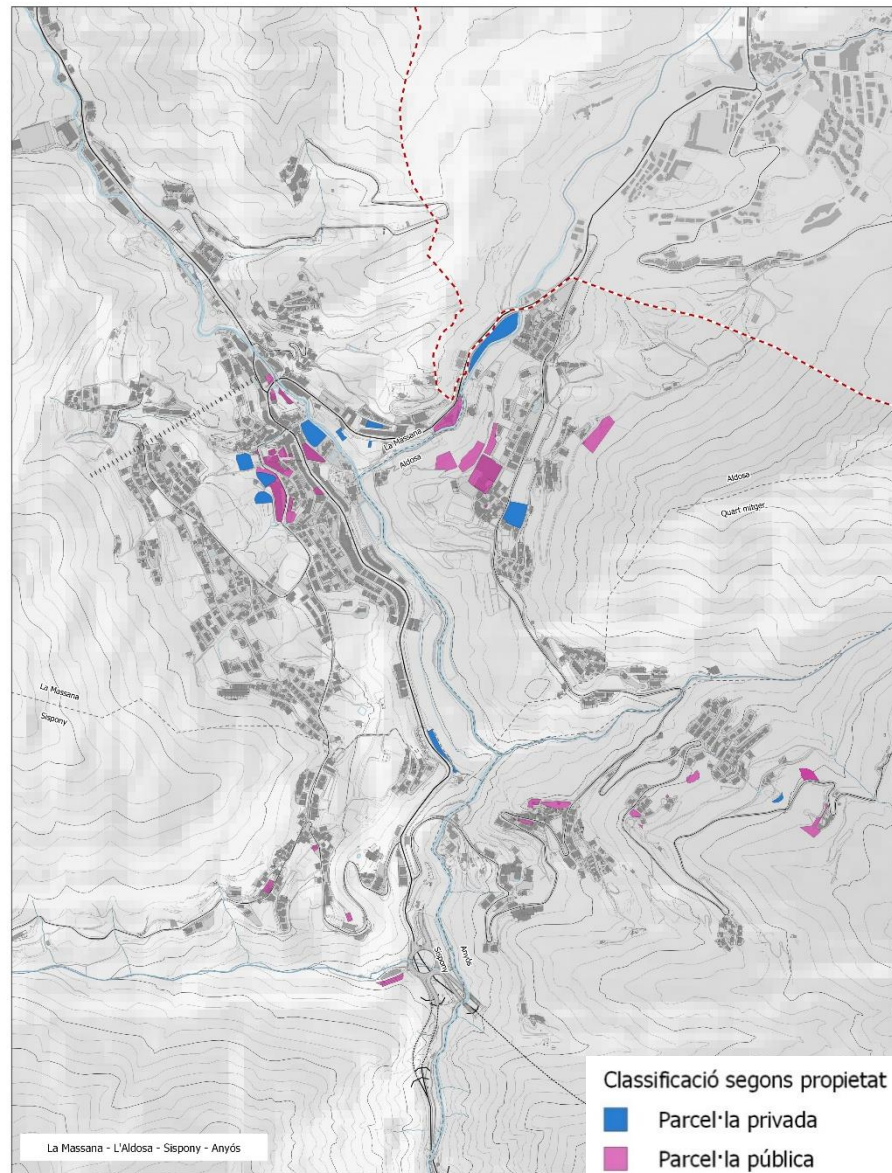 La Massana
Aldosa
Aldosa
Quart mitger
La Massana
Sispony
Sispony
Anyós
La Massana - L'Aldosa - Sispony - Anyós
Classificació segons propietat
Parcel·la privada
Parcel·la pública